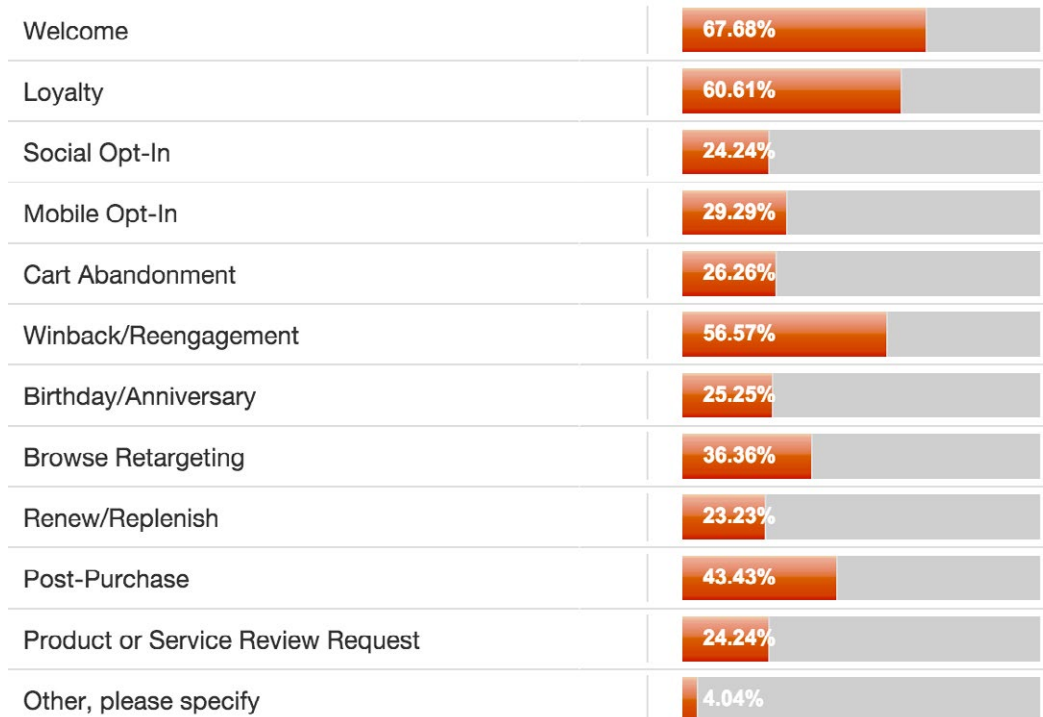 Welcome 67.68%
Loyalty 60.61%
Social Opt-In 24.24%
Mobile Opt-In 29.29%
Cart Abandonment 26.26%
Winback/Reengagement 56.57%
Birthday/Anniversary 25.25%
Browse Retargeting 36.36%
Renew/Replenish 23.23%
Post-Purchase 43.43%
Product or Service Review Request 24.24%
Other, please specify 4.04%